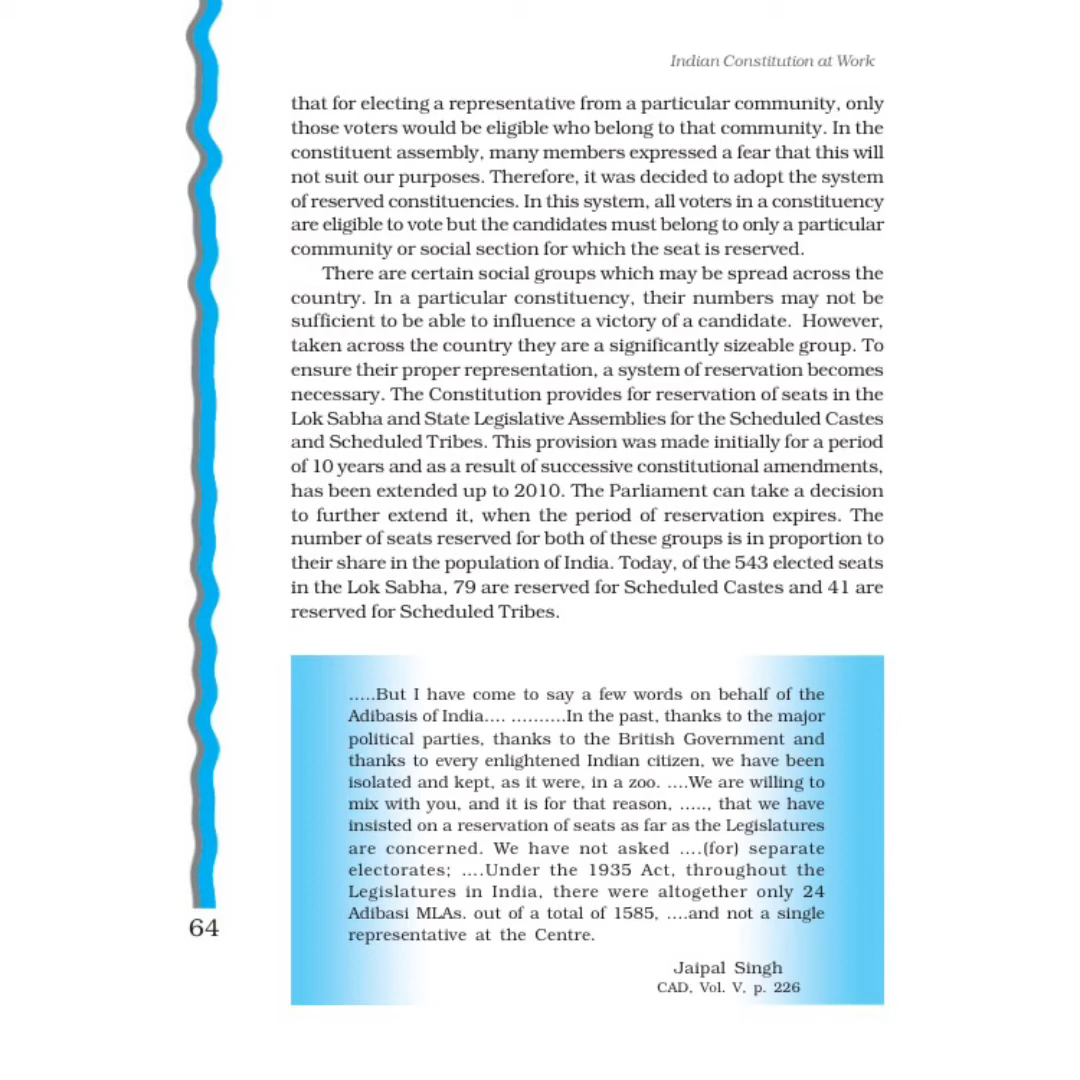 Indian Constitution at Work
that for electing a representative from a particular community, only
those voters would be eligible who belong to that community. In the
constituent assembly, many members expressed a fear that this will
not suit our purposes. Therefore, it was decided to adopt the system
of reserved constituencies. In this system, all voters in a constituency
are eligible to vote but the candidates must belong to only a particular
community or social section for which the seat is reserved.
There are certain social groups which may be spread across the
country. In a particular constituency, their numbers may not be
sufficient to be able to influence a victory of a candidate. However,
taken across the country they are a significantly sizeable group. To
ensure their proper representation, a system of reservation becomes
necessary. The Constitution provides for reservation of seats in the
Lok Sabha and State Legislative Assemblies for the Scheduled Castes
and Scheduled Tribes. This provision was made initially for a period
of 10 years and as a result of successive constitutional amendments,
has been extended up to 2010. The Parliament can take a decision
to further extend it, when the period of reservation expires. The
number of seats reserved for both of these groups is in proportion to
their share in the population of India. Today, of the 543 elected seats
in the Lok Sabha, 79 are reserved for Scheduled Castes and 41 are
reserved for Scheduled Tribes.
.....But I have come to say a few words on behalf of the
Adibasis of India.... ..........In the past, thanks to the major
political parties, thanks to the British Government and
thanks to every enlightened Indian citizen, we have been
isolated and kept, as it were, in a zoo. ....We are willing to
mix with you, and it is for that reason, ....., that we have
insisted on a reservation of seats as far as the Legislatures
are concerned. We have not asked ....(for) separate
electorates; ....Under the 1935 Act, throughout the
Legislatures in India, there were altogether only 24
Adibasi MLAs. out of a total of 1585, ....and not a single
representative at the Centre.
Jaipal Singh
CAD, Vol. V, p. 226
64